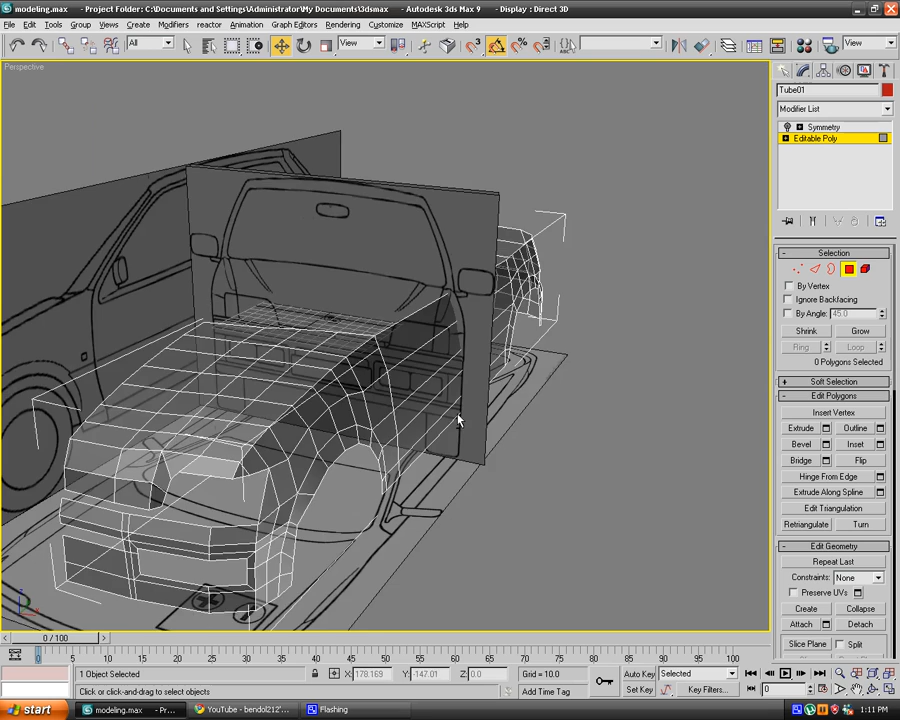 modeling.max - Project Folder: C:\Documents and Settings\Administrator\My Documents\3dsmax - Autodesk 3ds Max 9 - Display : Direct 3D
File Edit Tools Group Views Create Modifiers reactor Animation Graph Editors Rendering Customize MAXScript Help
All View View
Perspective
Tube01
Modifier List
Symmetry
Editable Poly
Selection
By Vertex
Ignore Backfacing
By Angle: 45.0
Shrink Grow
Ring Loop
0 Polygons Selected
Soft Selection
Edit Polygons
Insert Vertex
Extrude Outline
Bevel Inset
Bridge Flip
Hinge From Edge
Extrude Along Spline
Edit Triangulation
Retriangulate Turn
Edit Geometry
Repeat Last
Constraints: None
Preserve UVs
Create Collapse
Attach Detach
Slice Plane Split
0 / 100
0 5 10 15 20 25 30 35 40 45 50 55 60 65 70 75 80 85 90 95 100
1 Object Selected X: 178.169 Y: -147.01 Z: 0.0 Grid = 10.0 Auto Key Selected
Click or click-and-drag to select objects Add Time Tag Set Key Key Filters... 0
start modeling.max - Pr... YouTube - bendol212'... Flashing 1:11 PM